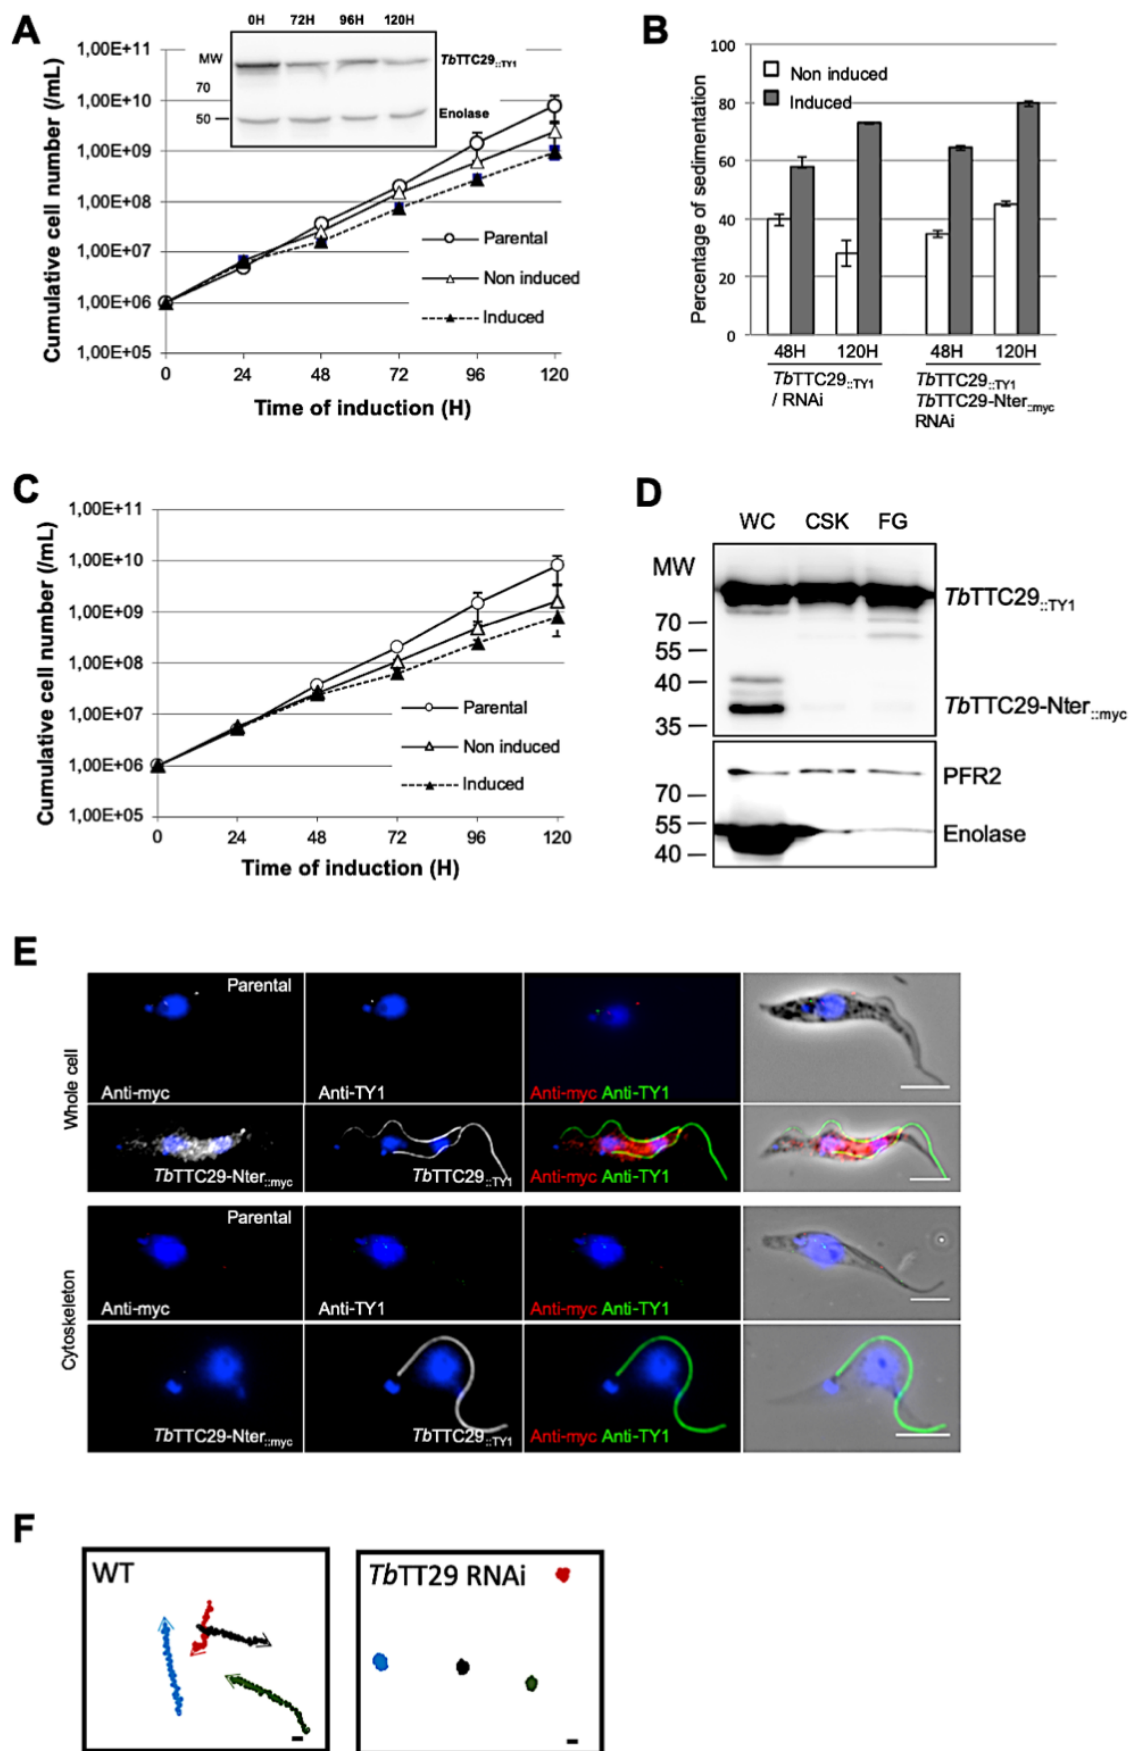 A
0H 72H 96H 120H
MW
70
50
TbTTC29::TY1
Enolase
Cumulative cell number (/mL)
1,00E+11
1,00E+10
1,00E+09
1,00E+08
1,00E+07
1,00E+06
1,00E+05
Parental
Non induced
Induced
0 24 48 72 96 120
Time of induction (H)
B
Percentage of sedimentation
100
80
60
40
20
0
Non induced
Induced
48H 120H 48H 120H
TbTTC29::TY1
/ RNAi
TbTTC29::TY1
TbTTC29-Nter::myc
RNAi
C
Cumulative cell number (/mL)
1,00E+11
1,00E+10
1,00E+09
1,00E+08
1,00E+07
1,00E+06
1,00E+05
Parental
Non induced
Induced
0 24 48 72 96 120
Time of induction (H)
D
WC CSK FG
MW
70
55
40
35
TbTTC29::TY1
TbTTC29-Nter::myc
70
55
40
PFR2
Enolase
E
Whole cell
Parental
Anti-myc Anti-TY1 Anti-myc Anti-TY1
TbTTC29-Nter::myc TbTTC29::TY1 Anti-myc Anti-TY1
Cytoskeleton
Parental
Anti-myc Anti-TY1 Anti-myc Anti-TY1
TbTTC29-Nter::myc TbTTC29::TY1 Anti-myc Anti-TY1
F
WT
TbTT29 RNAi